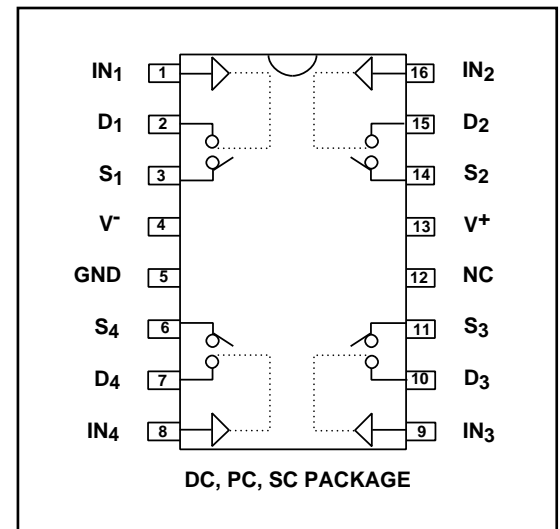 IN1 1 16 IN2
D1 2 15 D2
S1 3 14 S2
V- 4 13 V+
GND 5 12 NC
S4 6 11 S3
D4 7 10 D3
IN4 8 9 IN3
DC, PC, SC PACKAGE